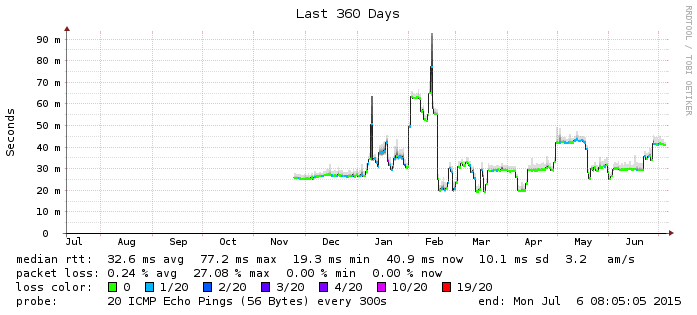 Last 360 Days
RRDTOOL / TOBI OETIKER
Seconds
90 m
80 m
70 m
60 m
50 m
40 m
30 m
20 m
10 m
0
Jul Aug Sep Oct Nov Dec Jan Feb Mar Apr May Jun
median rtt: 32.6 ms avg 77.2 ms max 19.3 ms min 40.9 ms now 10.1 ms sd 3.2 am/s
packet loss: 0.24 % avg 27.08 % max 0.00 % min 0.00 % now
loss color: 0 1/20 2/20 3/20 4/20 10/20 19/20
probe: 20 ICMP Echo Pings (56 Bytes) every 300s end: Mon Jul 6 08:05:05 2015